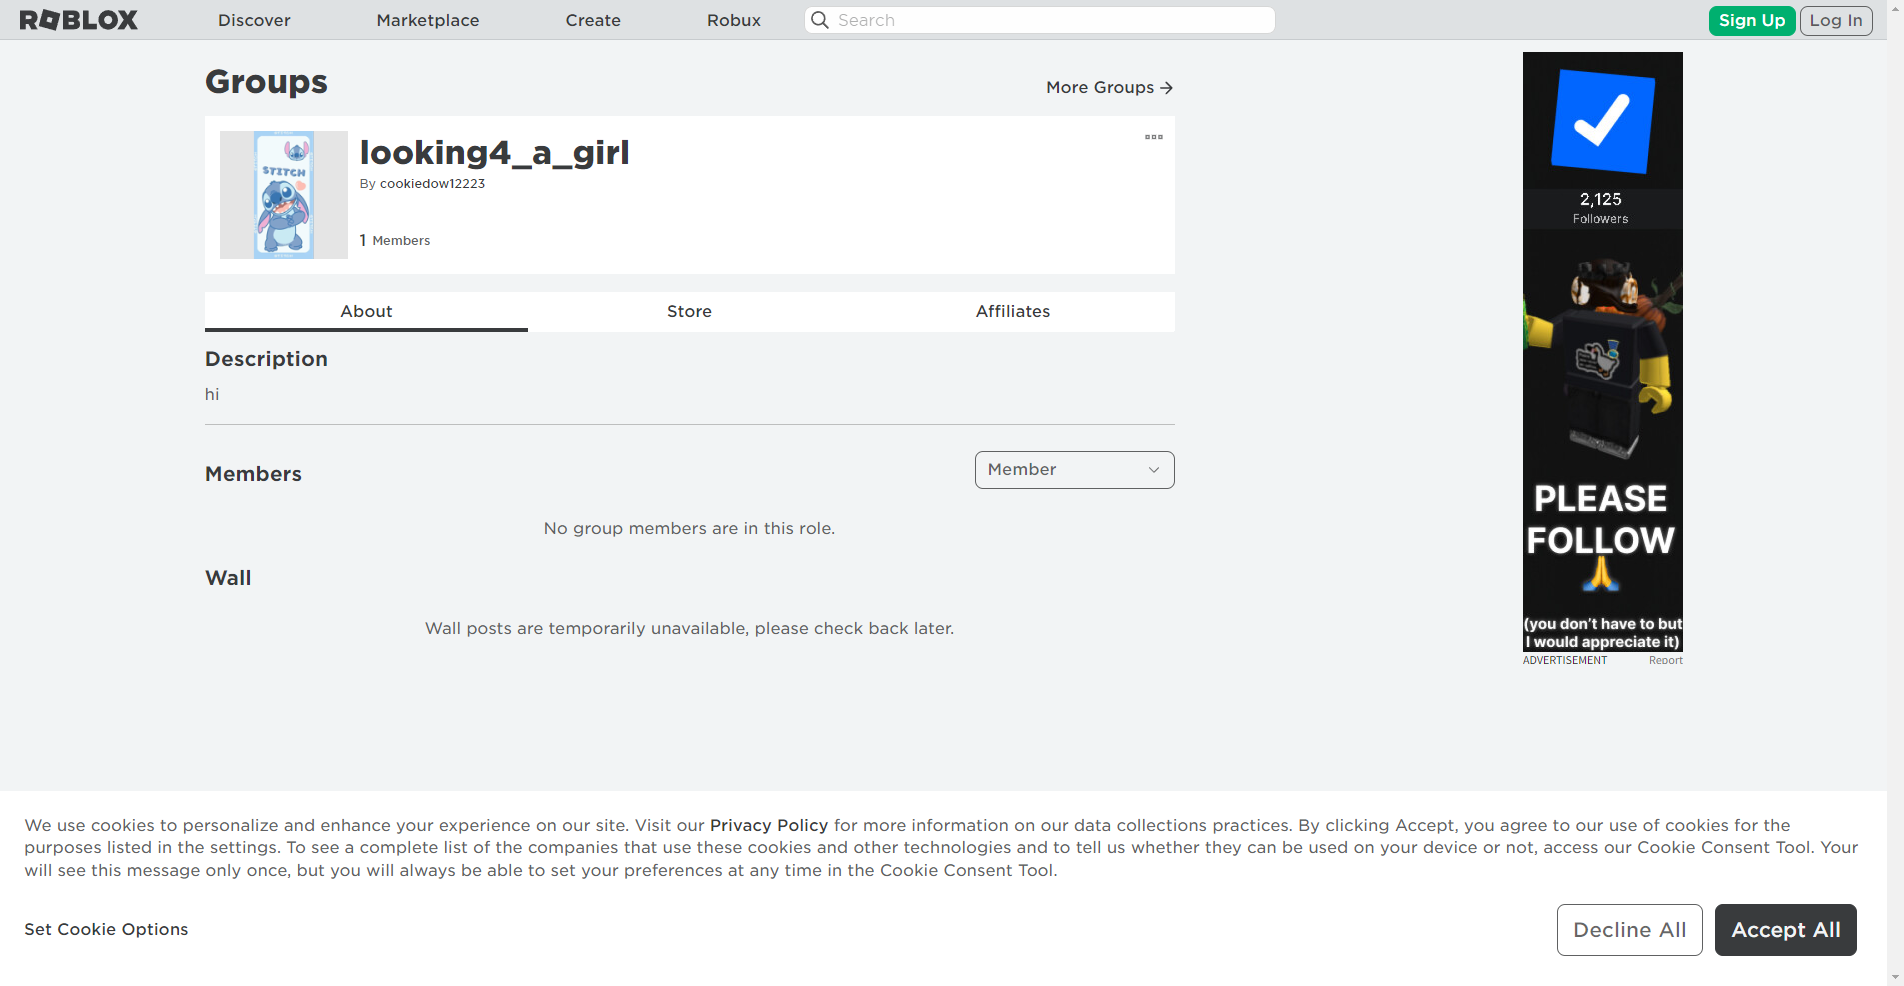 ROBLOX
Discover
Marketplace
Create
Robux
Search
Sign Up
Log In
Groups
More Groups
STITCH
looking4_a_girl
By cookiedow12223
1 Members
About
Store
Affiliates
Description
hi
Members
Member
No group members are in this role.
Wall
Wall posts are temporarily unavailable, please check back later.
2,125
Followers
PLEASE
FOLLOW
(you don't have to but
I would appreciate it)
ADVERTISEMENT
Report
We use cookies to personalize and enhance your experience on our site. Visit our Privacy Policy for more information on our data collections practices. By clicking Accept, you agree to our use of cookies for the
purposes listed in the settings. To see a complete list of the companies that use these cookies and other technologies and to tell us whether they can be used on your device or not, access our Cookie Consent Tool. Your
will see this message only once, but you will always be able to set your preferences at any time in the Cookie Consent Tool.
Set Cookie Options
Decline All
Accept All